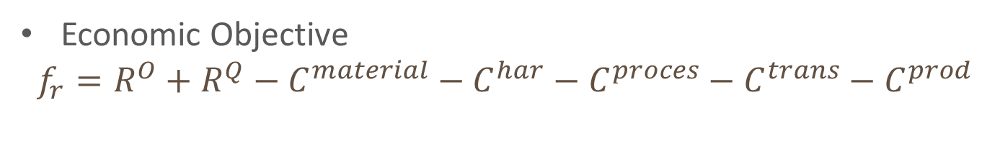 • Economic Objective
f_r = R^O + R^Q − C^material − C^har − C^proces − C^trans − C^prod